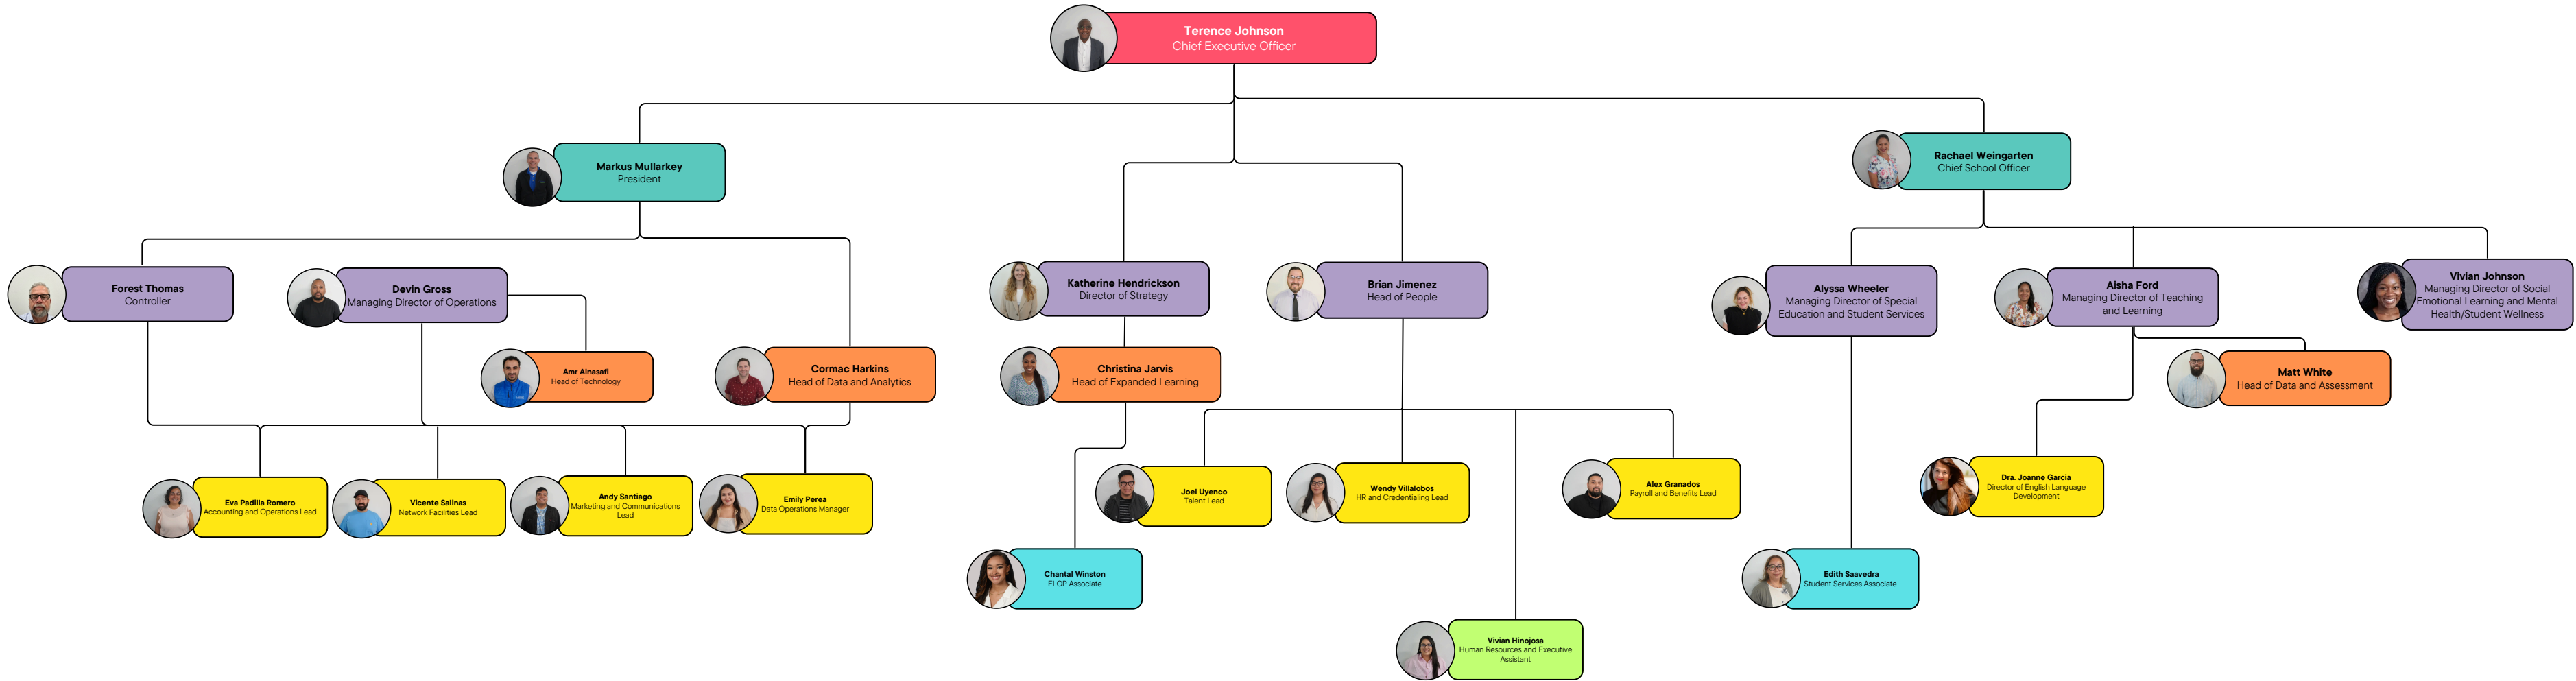 Terence Johnson
Chief Executive Officer
Markus Mullarkey
President
Rachael Weingarten
Chief School Officer
Forest Thomas
Controller
Devin Gross
Managing Director of Operations
Katherine Hendrickson
Director of Strategy
Brian Jimenez
Head of People
Alyssa Wheeler
Managing Director of Special
Education and Student Services
Aisha Ford
Managing Director of Teaching
and Learning
Vivian Johnson
Managing Director of Social
Emotional Learning and Mental
Health/Student Wellness
Amr Alnasafi
Head of Technology
Cormac Harkins
Head of Data and Analytics
Christina Jarvis
Head of Expanded Learning
Matt White
Head of Data and Assessment
Eva Padilla Romero
Accounting and Operations Lead
Vicente Salinas
Network Facilities Lead
Andy Santiago
Marketing and Communications
Lead
Emily Perea
Data Operations Manager
Joel Uyenco
Talent Lead
Wendy Villalobos
HR and Credentialing Lead
Alex Granados
Payroll and Benefits Lead
Dra. Joanne García
Director of English Language
Development
Chantal Winston
ELOP Associate
Edith Saavedra
Student Services Associate
Vivian Hinojosa
Human Resources and Executive
Assistant